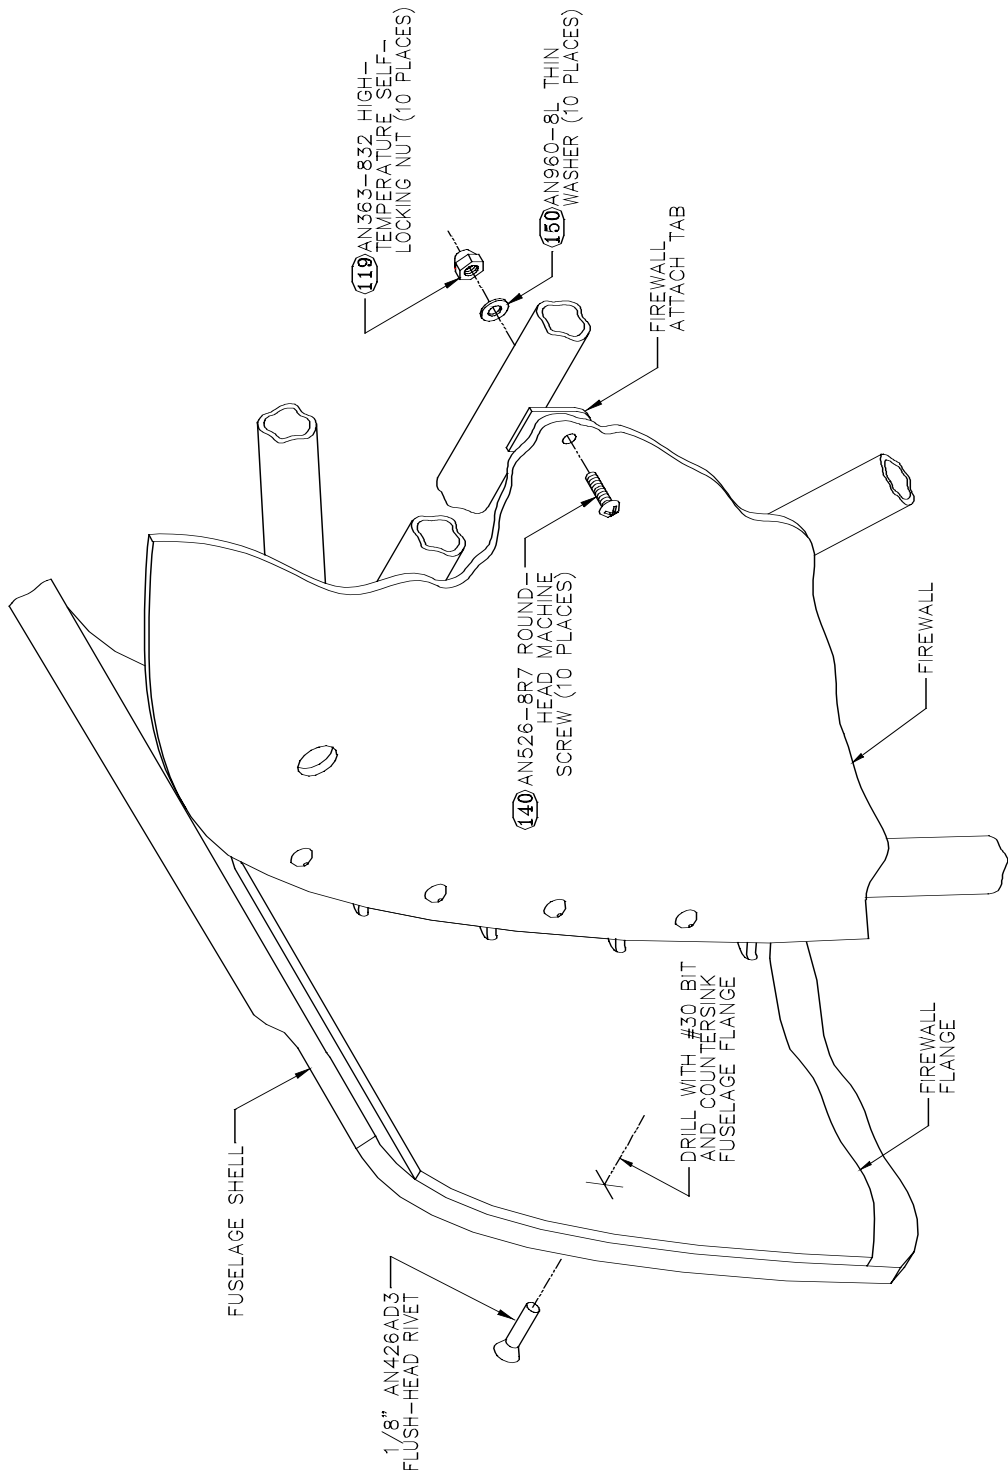 119 AN363-832 HIGH-
TEMPERATURE SELF-
LOCKING NUT (10 PLACES)
150 AN960-8L THIN
WASHER (10 PLACES)
FIREWALL
ATTACH TAB
140 AN526-8R7 ROUND-
HEAD MACHINE
SCREW (10 PLACES)
FIREWALL
FUSELAGE SHELL
DRILL WITH #30 BIT
AND COUNTERSINK
FUSELAGE FLANGE
FIREWALL
FLANGE
1/8" AN426AD3
FLUSH-HEAD RIVET